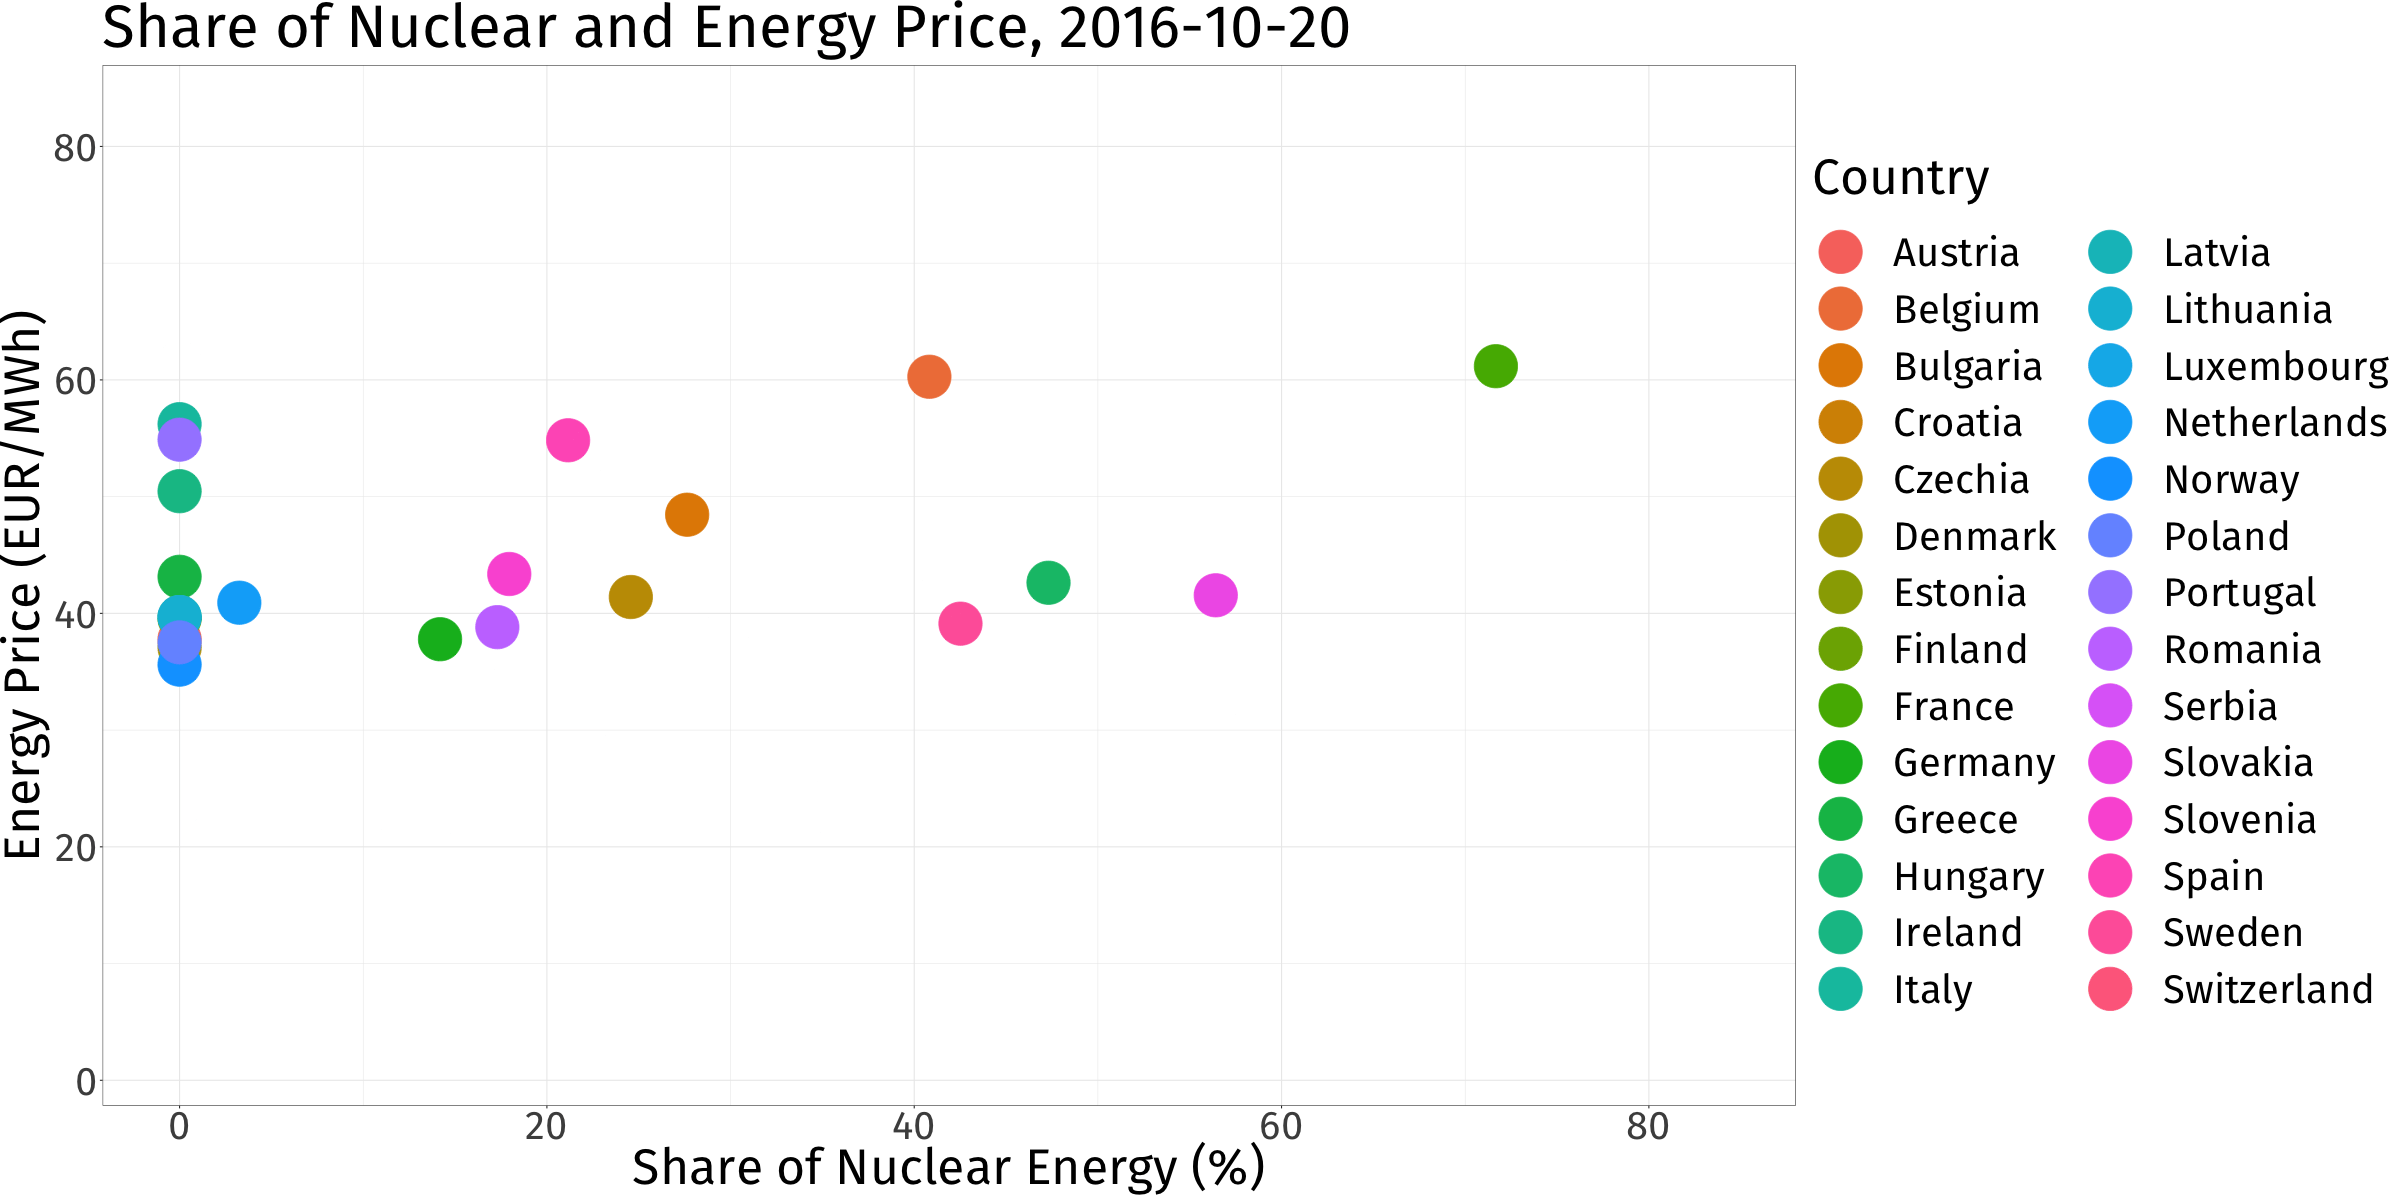 Share of Nuclear and Energy Price, 2016-10-20
Energy Price (EUR/MWh)
80
60
40
20
0
0
20
40
60
80
Share of Nuclear Energy (%)
Country
Austria
Belgium
Bulgaria
Croatia
Czechia
Denmark
Estonia
Finland
France
Germany
Greece
Hungary
Ireland
Italy
Latvia
Lithuania
Luxembourg
Netherlands
Norway
Poland
Portugal
Romania
Serbia
Slovakia
Slovenia
Spain
Sweden
Switzerland